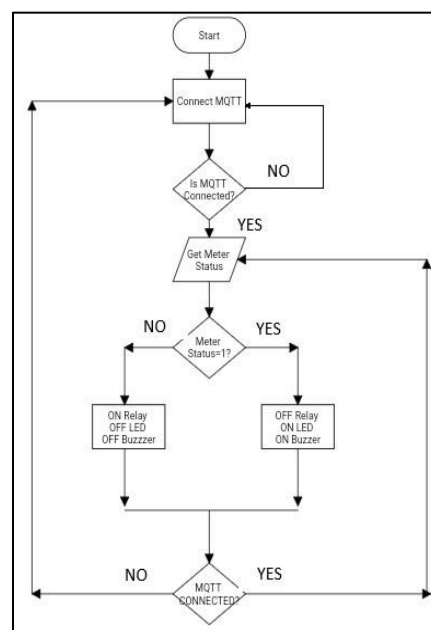 Start
Connect MQTT
NO
Is MQTT
Connected?
YES
Get Meter
Status
NO
YES
Meter
Status=1?
ON Relay
OFF LED
OFF Buzzzer
OFF Relay
ON LED
ON Buzzer
NO
YES
MQTT
CONNECTED?